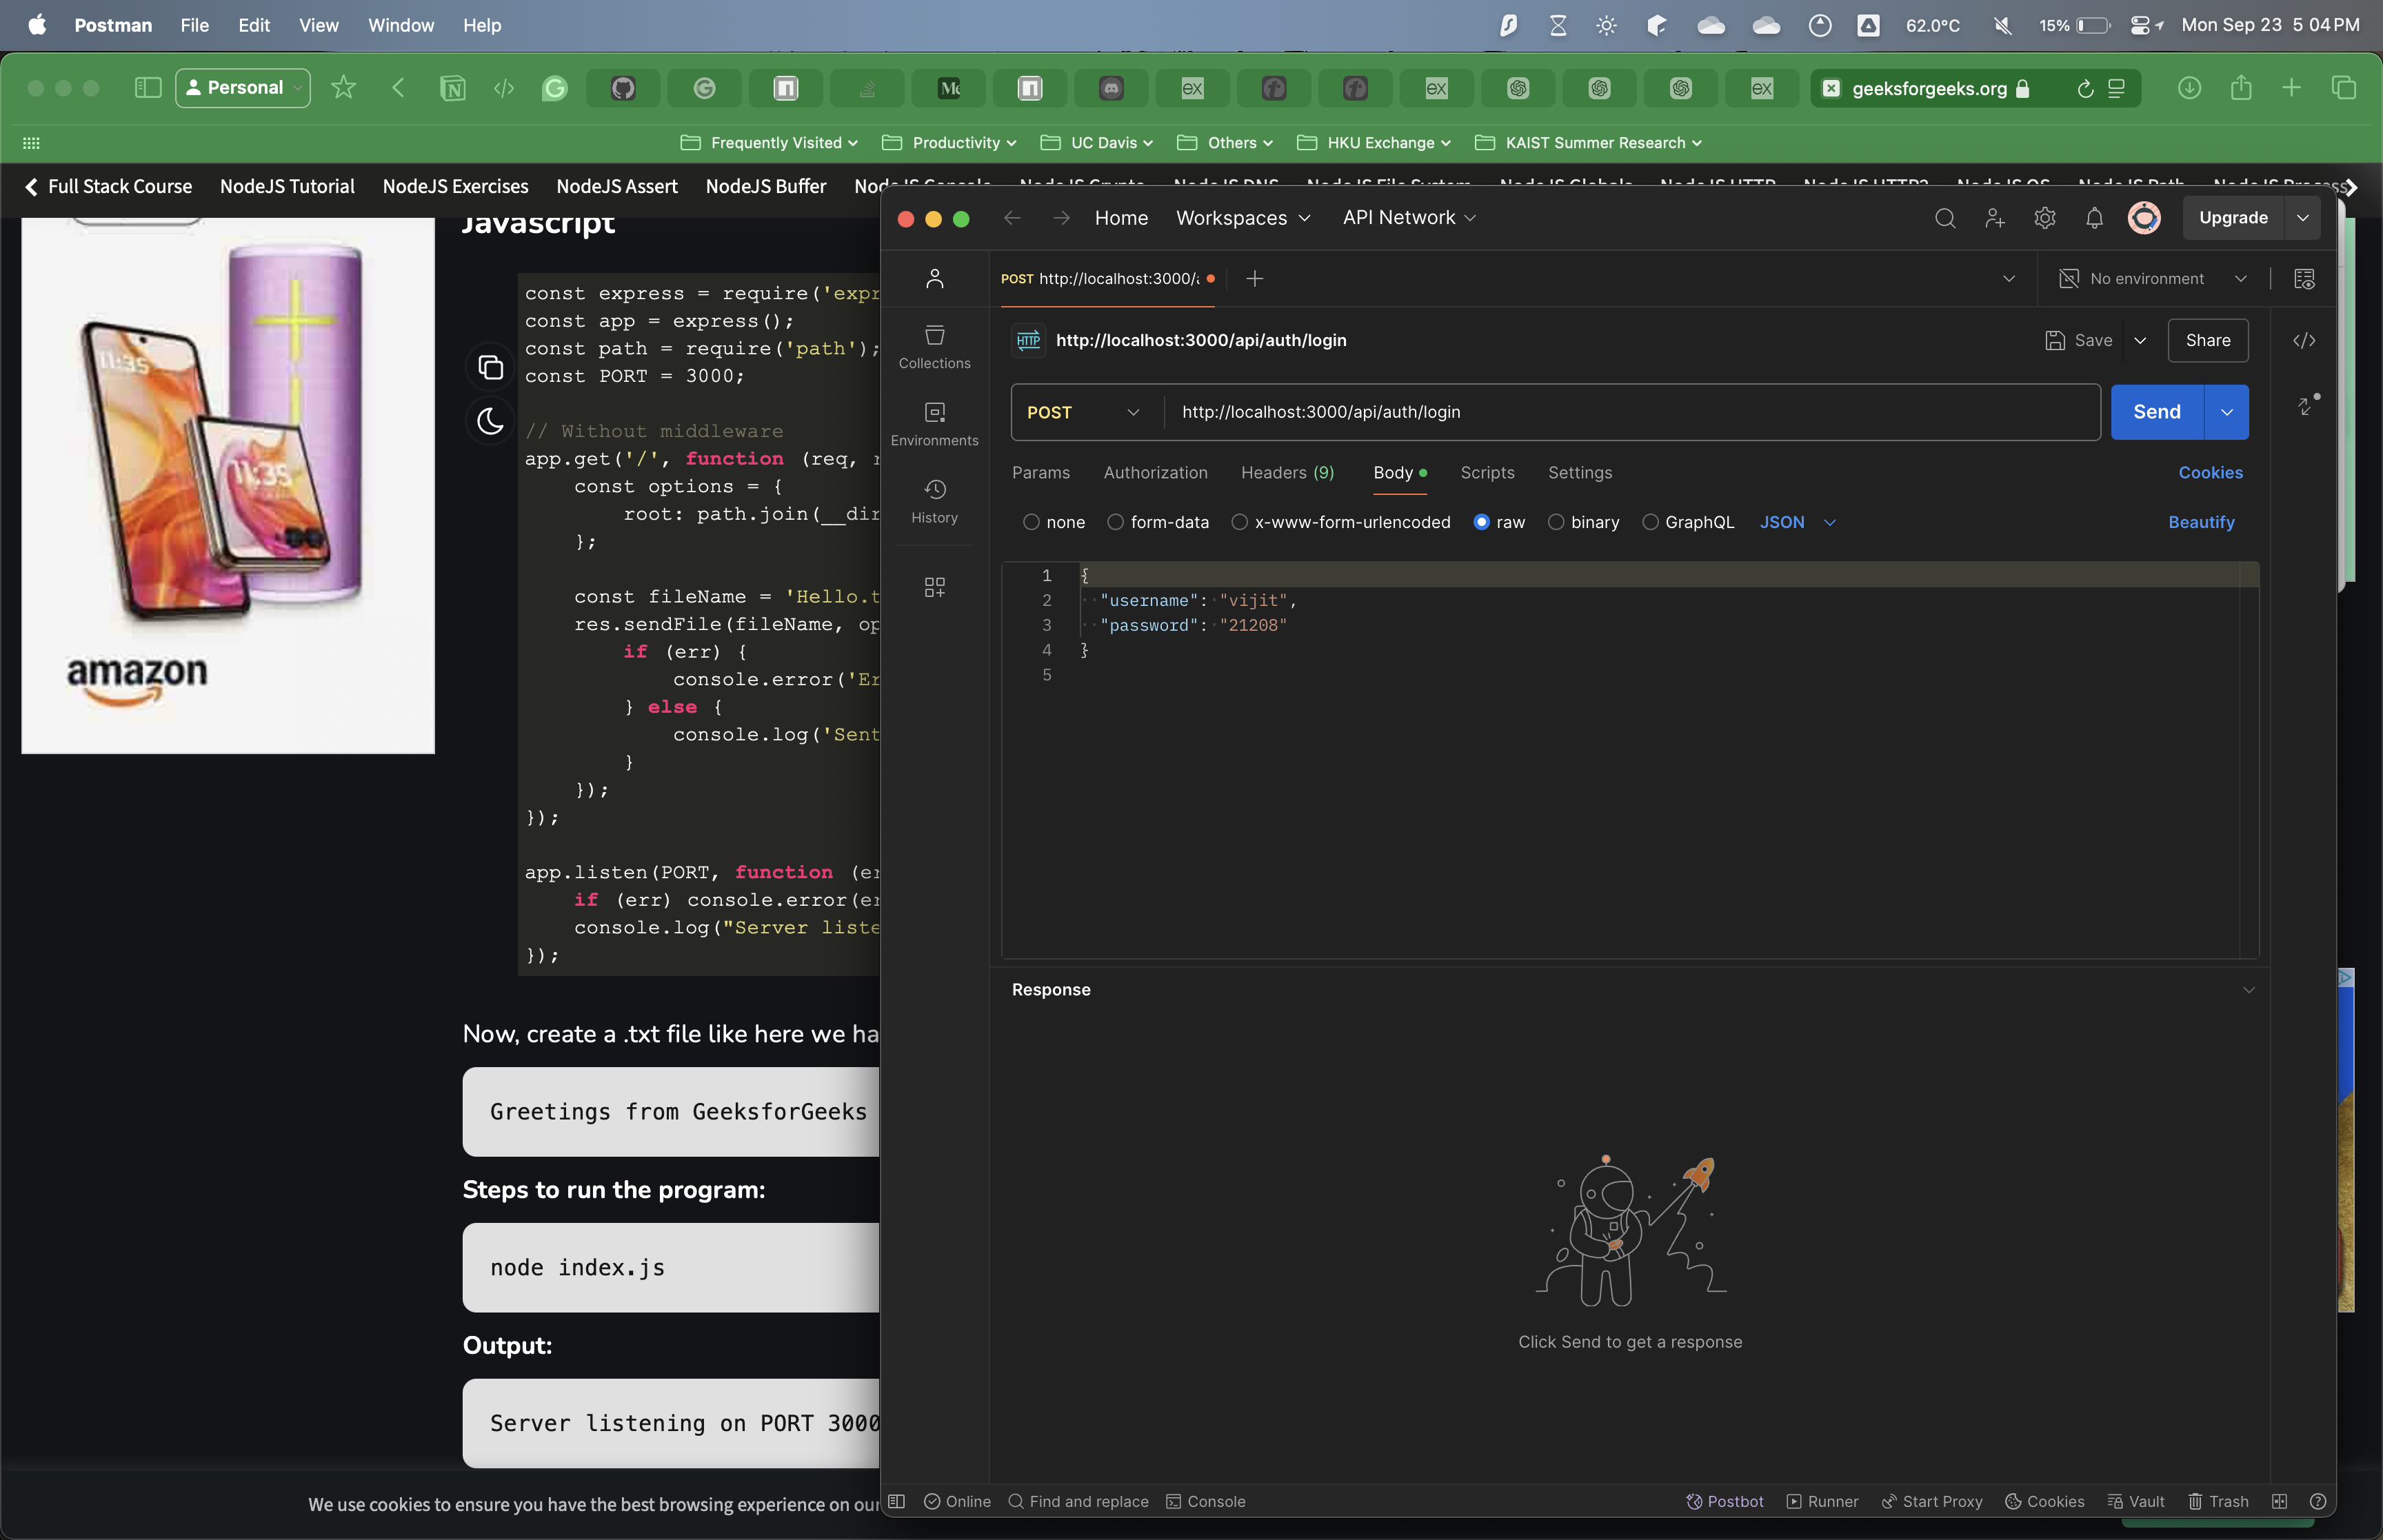 Postman File Edit View Window Help 62.0°C 15% Mon Sep 23 5 04 PM
Personal geeksforgeeks.org
Frequently Visited Productivity UC Davis Others HKU Exchange KAIST Summer Research
Full Stack Course NodeJS Tutorial NodeJS Exercises NodeJS Assert NodeJS Buffer
Javascript
11:35
11:35
amazon
const express = require('expr
const app = express();
const path = require('path');
const PORT = 3000;
// Without middleware
app.get('/', function (req, r
const options = {
root: path.join(__dir
};
const fileName = 'Hello.t
res.sendFile(fileName, op
if (err) {
console.error('Er
} else {
console.log('Sent
}
});
});
app.listen(PORT, function (er
if (err) console.error(er
console.log("Server liste
});
Now, create a .txt file like here we ha
Greetings from GeeksforGeeks
Steps to run the program:
node index.js
Output:
Server listening on PORT 3000
We use cookies to ensure you have the best browsing experience on our
Home Workspaces API Network Upgrade
POST http://localhost:3000/ No environment
HTTP http://localhost:3000/api/auth/login Save Share
Collections
Environments
History
POST http://localhost:3000/api/auth/login Send
Params Authorization Headers (9) Body Scripts Settings Cookies
none form-data x-www-form-urlencoded raw binary GraphQL JSON Beautify
1 {
2 "username": "vijit",
3 "password": "21208"
4 }
5
Response
Click Send to get a response
Online Find and replace Console Postbot Runner Start Proxy Cookies Vault Trash